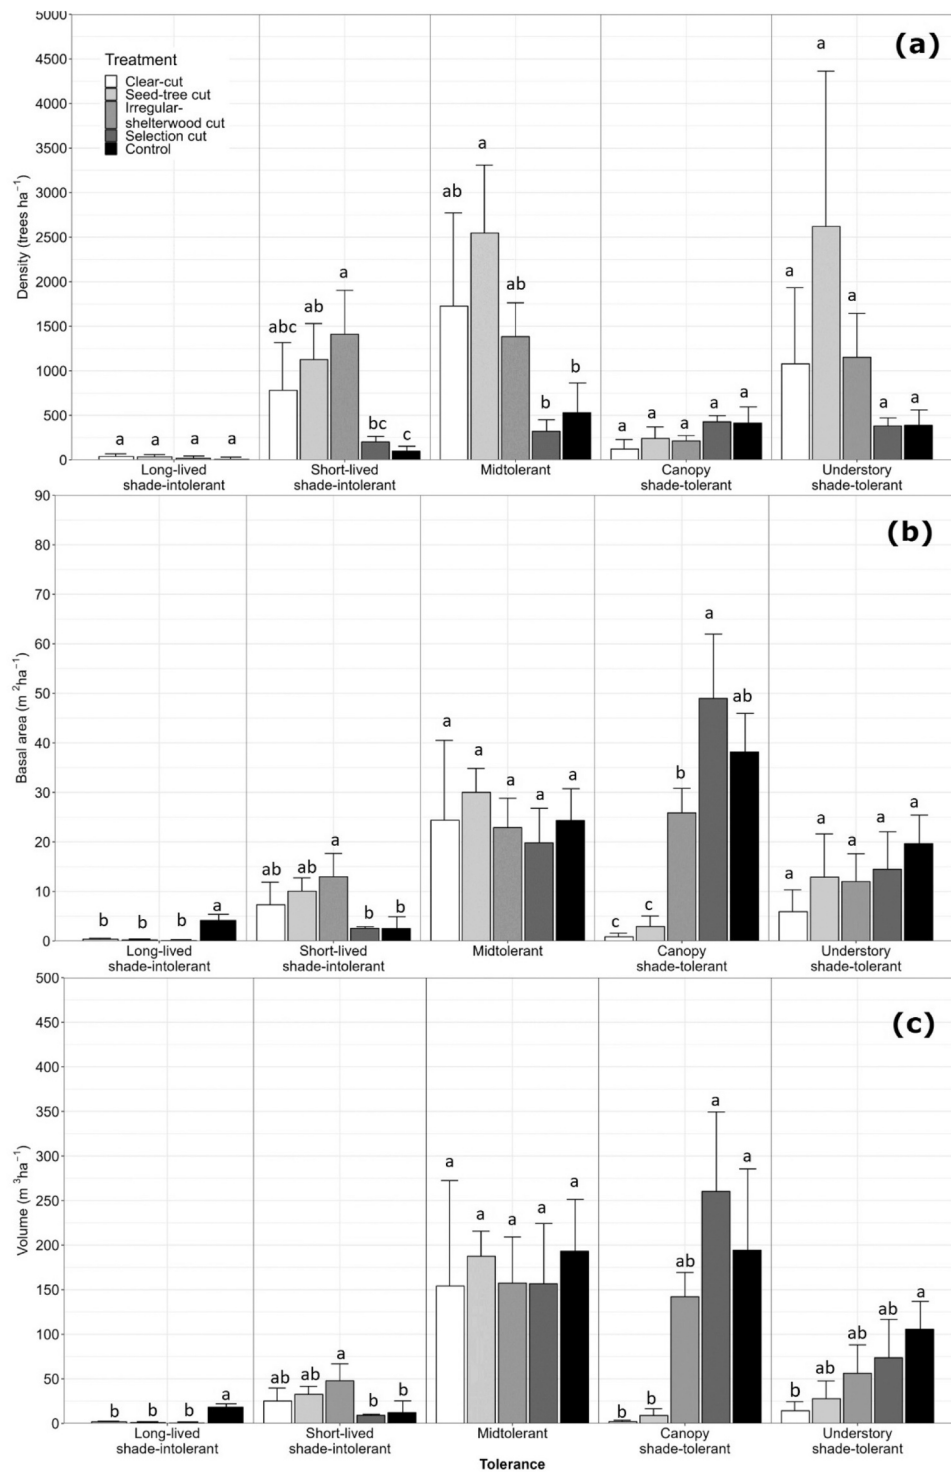 (a)
Treatment
Clear-cut
Seed-tree cut
Irregular-
shelterwood cut
Selection cut
Control
Density (trees ha⁻¹)
5000
4500
4000
3500
3000
2500
2000
1500
1000
500
0
a a a a
abc ab a bc c
ab a ab b b
a a a a a
a a a a a
Long-lived
shade-intolerant
Short-lived
shade-intolerant
Midtolerant
Canopy
shade-tolerant
Understory
shade-tolerant
(b)
Basal area (m²ha⁻¹)
90
80
70
60
50
40
30
20
10
0
b b b a
ab ab a b b
a a a a a
c c b a ab
a a a a a
Long-lived
shade-intolerant
Short-lived
shade-intolerant
Midtolerant
Canopy
shade-tolerant
Understory
shade-tolerant
(c)
Volume (m³ha⁻¹)
500
450
400
350
300
250
200
150
100
50
0
b b b a
ab ab a b b
a a a a a
b b ab a a
b ab ab ab a
Long-lived
shade-intolerant
Short-lived
shade-intolerant
Midtolerant
Canopy
shade-tolerant
Understory
shade-tolerant
Tolerance